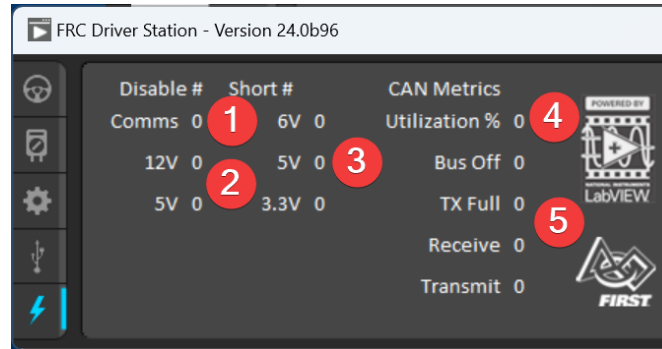 FRC Driver Station - Version 24.0b96
Disable # Short # CAN Metrics
Comms 0 1 6V 0 Utilization % 0 4
12V 0 2 5V 0 3 Bus Off 0
5V 0 3.3V 0 TX Full 0 5
Receive 0
Transmit 0
POWERED BY
NATIONAL INSTRUMENTS
LabVIEW
FIRST